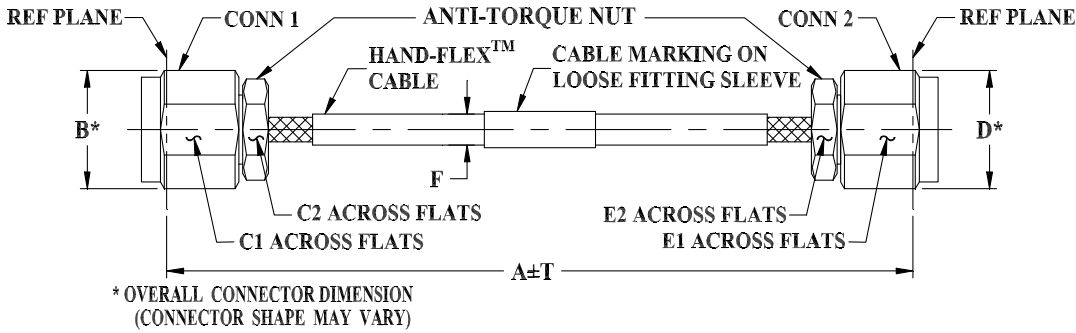 REF PLANE
CONN 1
ANTI-TORQUE NUT
CONN 2
REF PLANE
HAND-FLEX™
CABLE
CABLE MARKING ON
LOOSE FITTING SLEEVE
B*
D*
F
C2 ACROSS FLATS
E2 ACROSS FLATS
C1 ACROSS FLATS
E1 ACROSS FLATS
A±T
* OVERALL CONNECTOR DIMENSION
(CONNECTOR SHAPE MAY VARY)